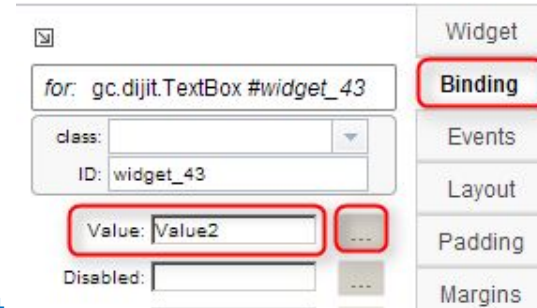 Widget
for: gc.dijit.TextBox #widget_43
Binding
class:
Events
ID: widget_43
Layout
Value: Value2 ...
Padding
Disabled: ...
Margins